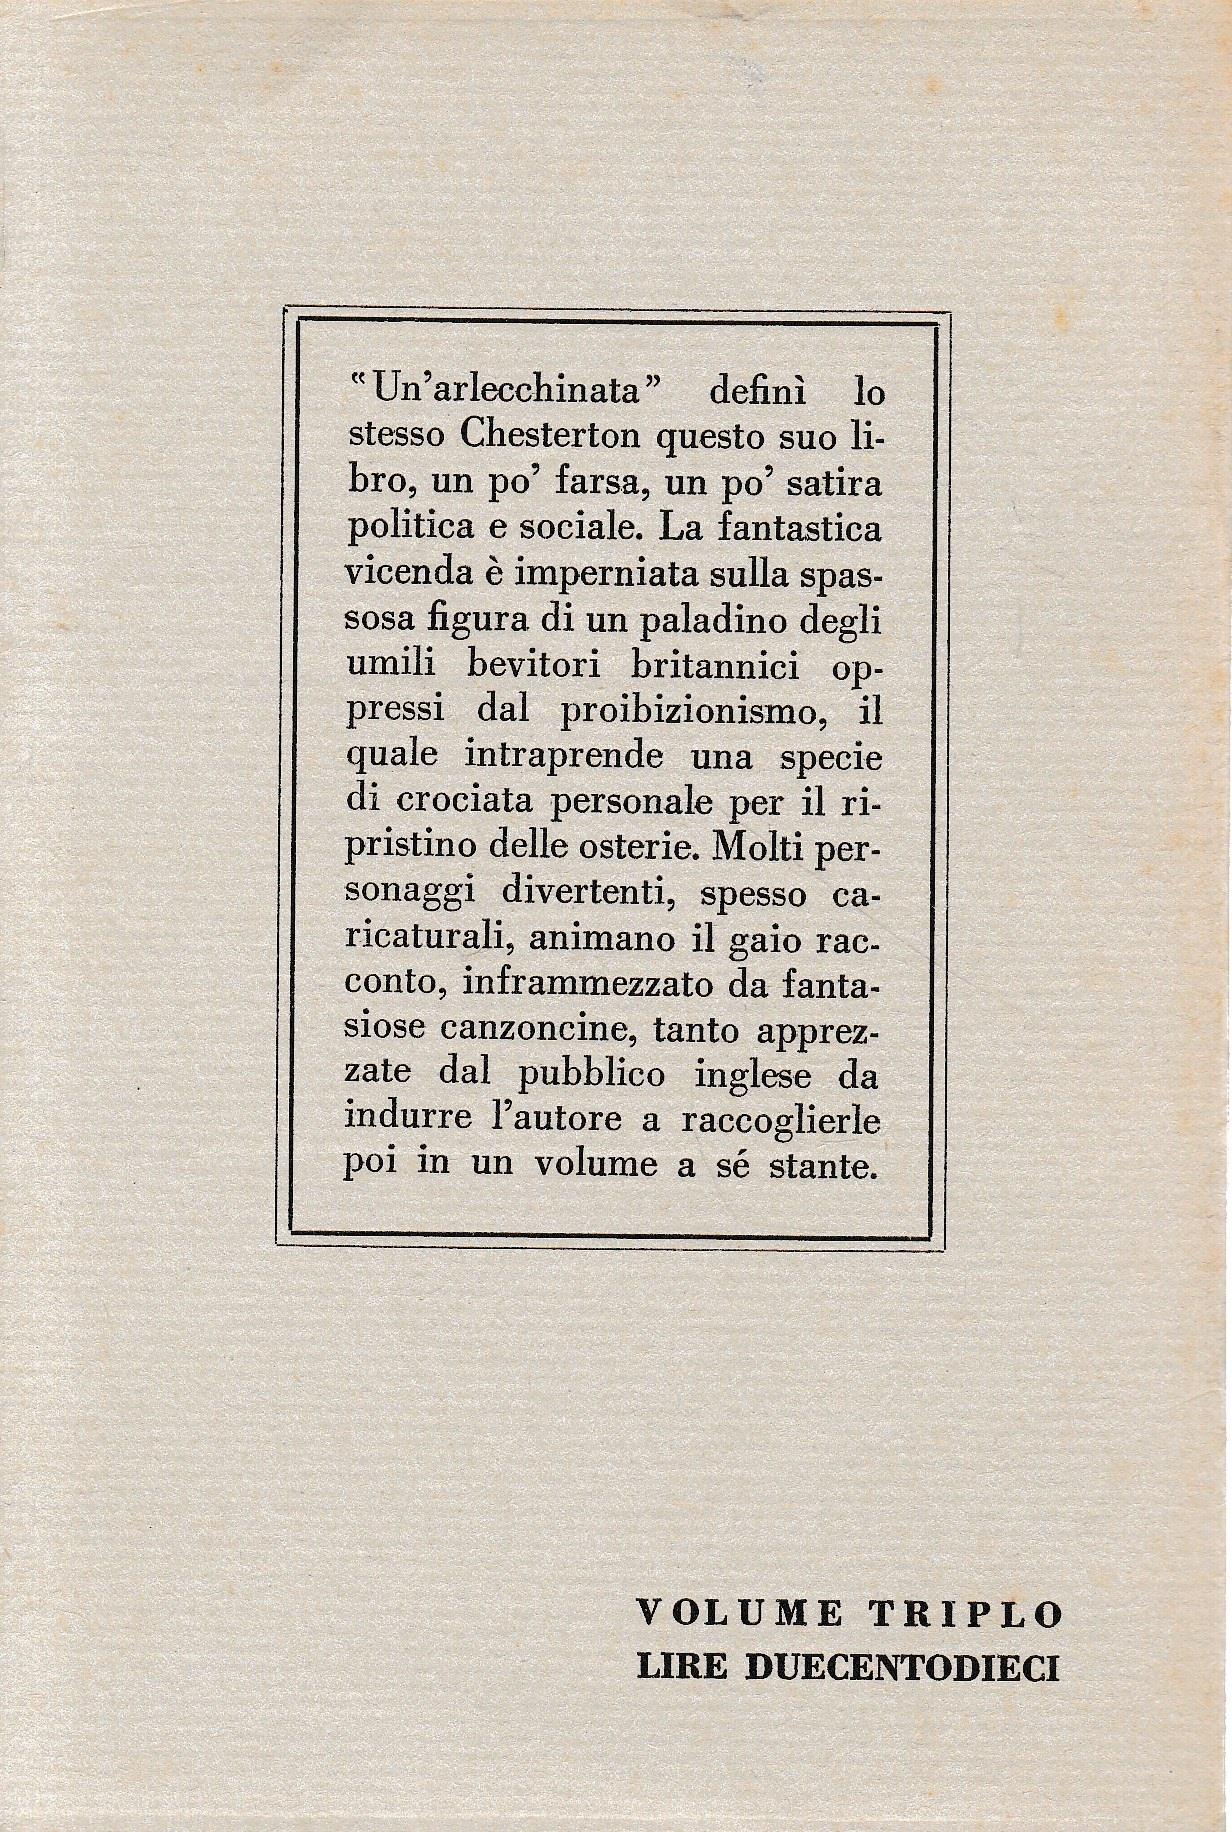 “Un’arlecchinata” definì lo
stesso Chesterton questo suo li-
bro, un po’ farsa, un po’ satira
politica e sociale. La fantastica
vicenda è imperniata sulla spas-
sosa figura di un paladino degli
umili bevitori britannici op-
pressi dal proibizionismo, il
quale intraprende una specie
di crociata personale per il ri-
pristino delle osterie. Molti per-
sonaggi divertenti, spesso ca-
ricaturali, animano il gaio rac-
conto, inframmezzato da fanta-
siose canzoncine, tanto apprez-
zate dal pubblico inglese da
indurre l’autore a raccoglierle
poi in un volume a sé stante.
VOLUME TRIPLO
LIRE DUECENTODIECI